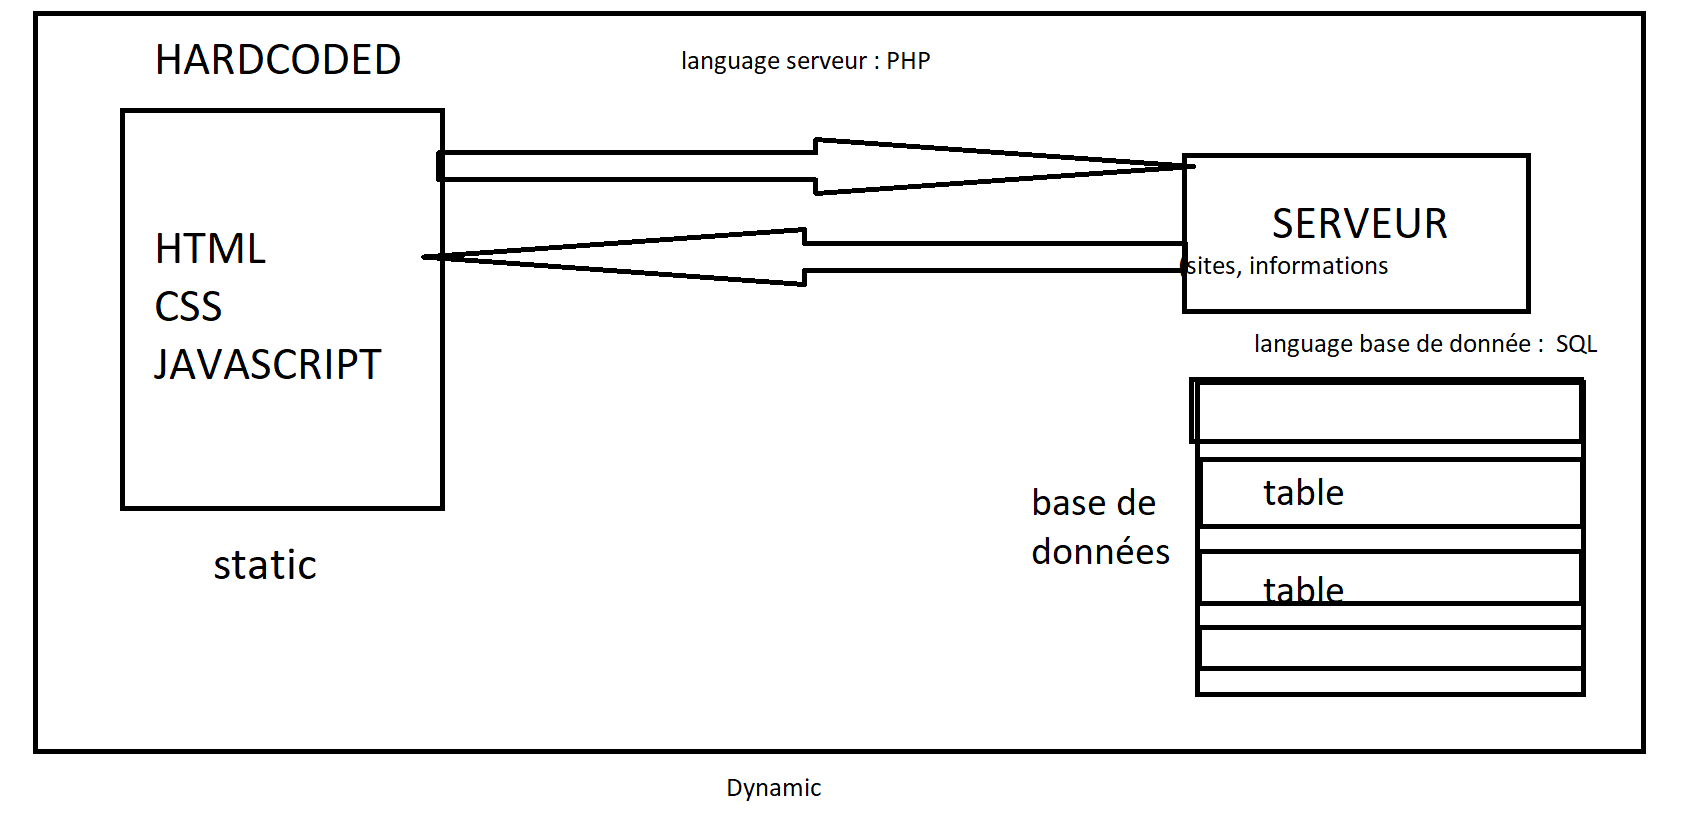 HARDCODED
language serveur : PHP
HTML
CSS
JAVASCRIPT
static
SERVEUR
(sites, informations
language base de donnée :  SQL
base de
données
table
table
Dynamic